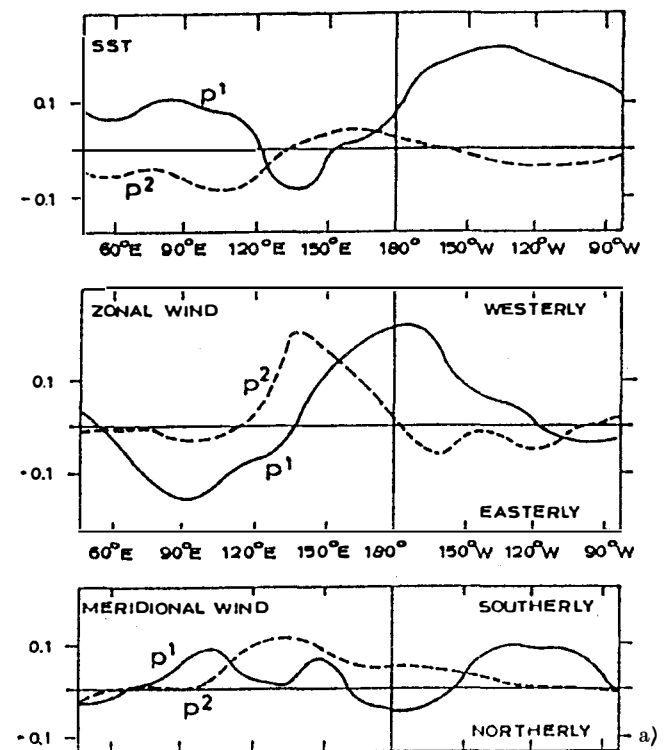 SST
p¹
0.1
p²
-0.1
60°E 90°E 120°E 150°E 180° 150°W 120°W 90°W
ZONAL WIND WESTERLY
p²
0.1
p¹
-0.1
EASTERLY
60°E 90°E 120°E 150°E 180° 150°W 120°W 90°W
MERIDIONAL WIND SOUTHERLY
0.1 p¹
p²
-0.1 NORTHERLY a)